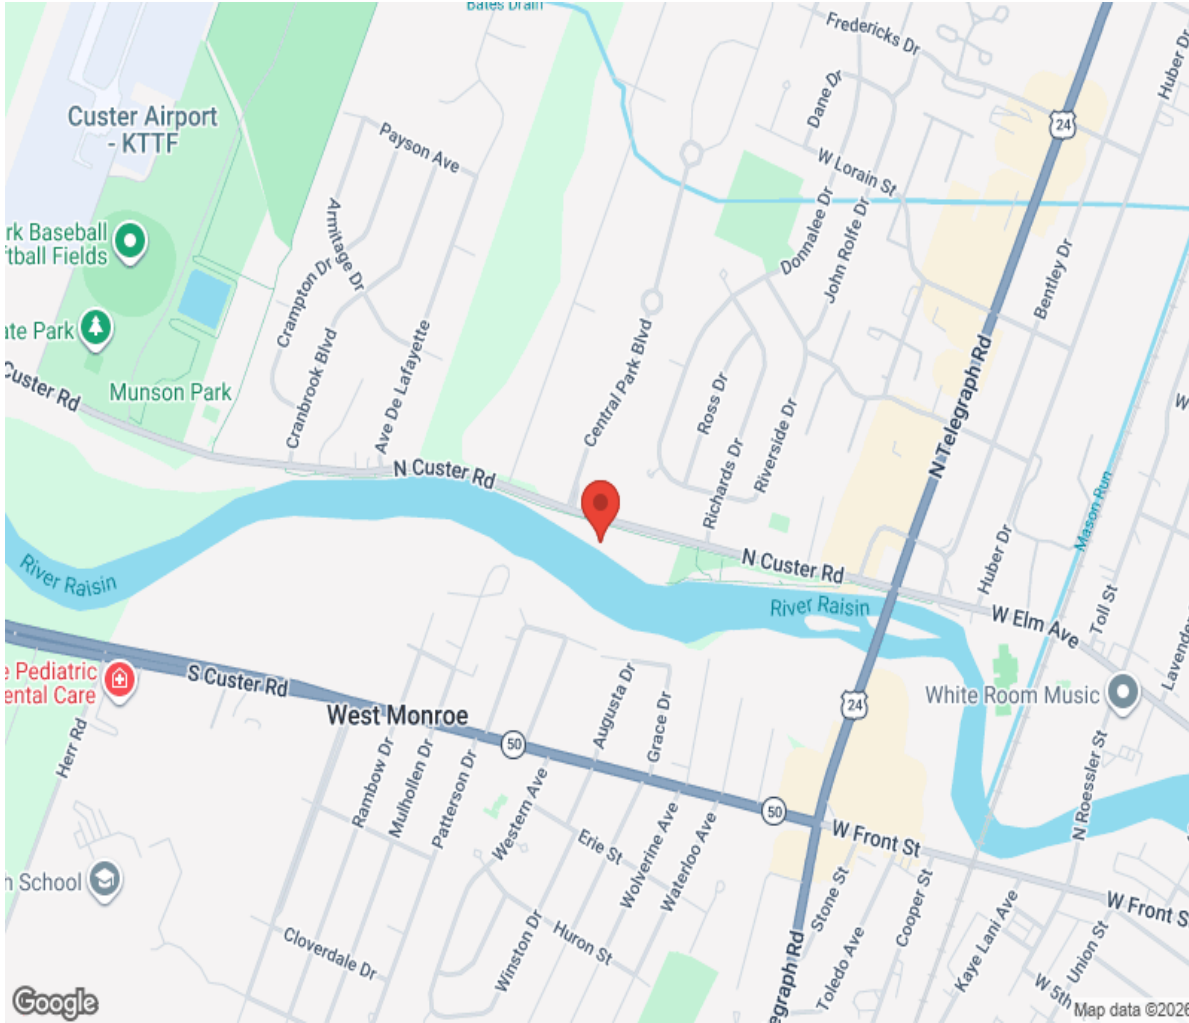 Bates Drain
Fredericks Dr
Huber Dr
Dane Dr
24
Custer Airport
- KTTF
Payson Ave
W Lorain St
Armitage Dr
Donnalee Dr
John Rolfe Dr
rk Baseball
ftball Fields
Crampton Dr
Bentley Dr
ate Park
Cranbrook Blvd
Ave De Lafayette
Central Park Blvd
N Telegraph Rd
Custer Rd
Munson Park
Ross Dr
Riverside Dr
Richards Dr
W
N Custer Rd
Mason Run
N Custer Rd
Huber Dr
River Raisin
River Raisin
W Elm Ave
Toll St
Lavender
e Pediatric
ental Care
S Custer Rd
West Monroe
White Room Music
24
Augusta Dr
Grace Dr
Herr Rd
50
Rambow Dr
Mulhollen Dr
Patterson Dr
Western Ave
N Roessler St
50
W Front St
Erie St
Wolverine Ave
Waterloo Ave
h School
Stone St
Cooper St
W Front S
Kaye Lani Ave
Union St
Cloverdale Dr
Winston Dr
Huron St
Toledo Ave
W 5th
egraph Rd
Google
Map data ©2026